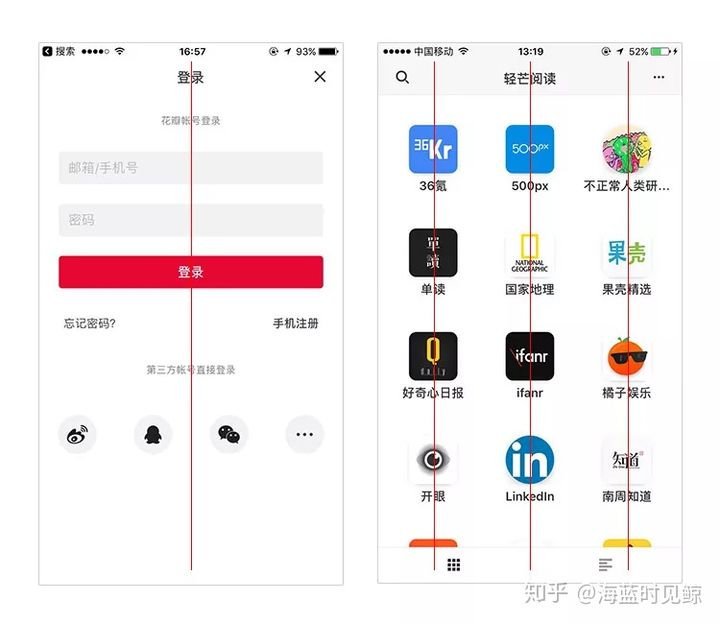 搜索 16:57 93%
登录
花瓣帐号登录
邮箱/手机号
密码
登录
忘记密码? 手机注册
第三方帐号直接登录
中国移动 13:19 52%
轻芒阅读
36Kr 500px
36氪 500px 不正常人类研...
單讀 NATIONAL GEOGRAPHIC 果壳
单读 国家地理 果壳精选
Q daily ifanr
好奇心日报 ifanr 橘子娱乐
in 知道
开眼 LinkedIn 南周知道
知乎 @海蓝时见鲸